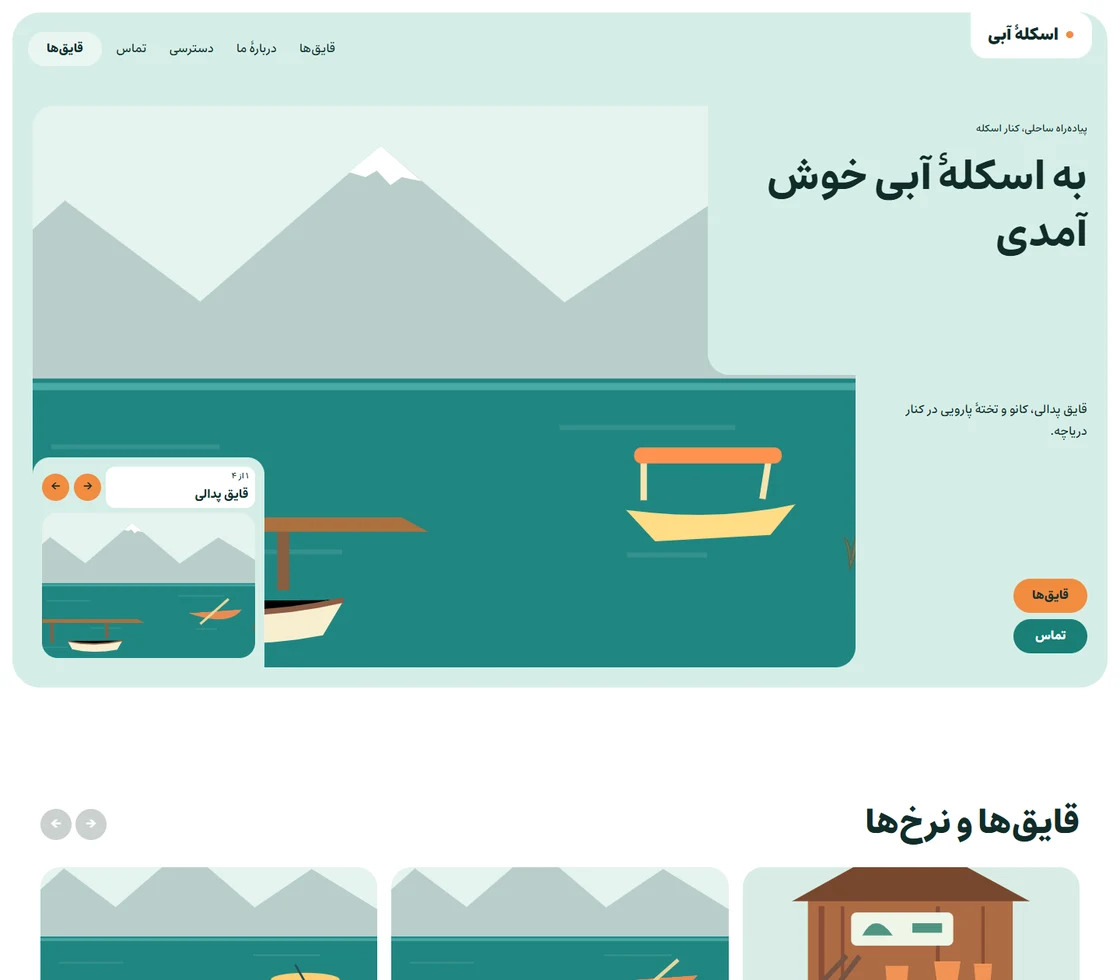 اسکلهٔ آبی
قایق‌ها
دربارهٔ ما
دسترسی
تماس
قایق‌ها
پیاده‌راه ساحلی، کنار اسکله
به اسکلهٔ آبی خوش
آمدی
قایق پدالی، کانو و تختهٔ پارویی در کنار
دریاچه.
۱ از ۴
قایق پدالی
قایق‌ها
تماس
قایق‌ها و نرخ‌ها